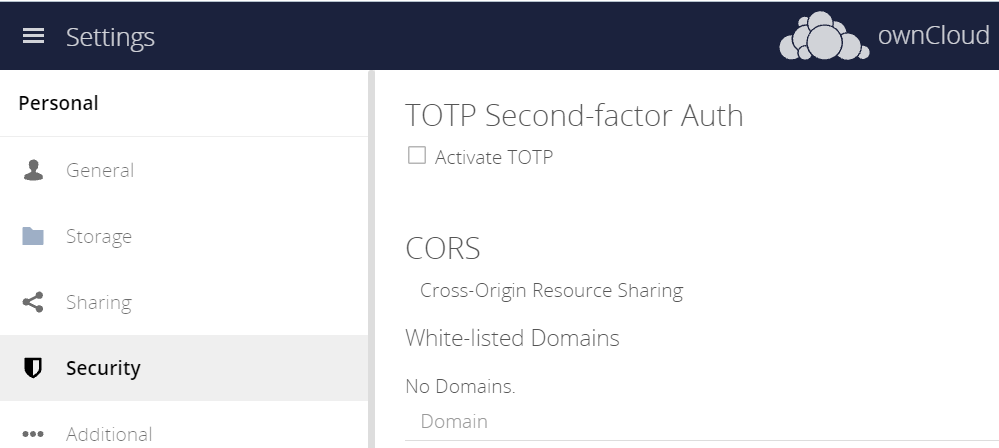 Settings
ownCloud
Personal
General
Storage
Sharing
Security
Additional
TOTP Second-factor Auth
Activate TOTP
CORS
Cross-Origin Resource Sharing
White-listed Domains
No Domains.
Domain